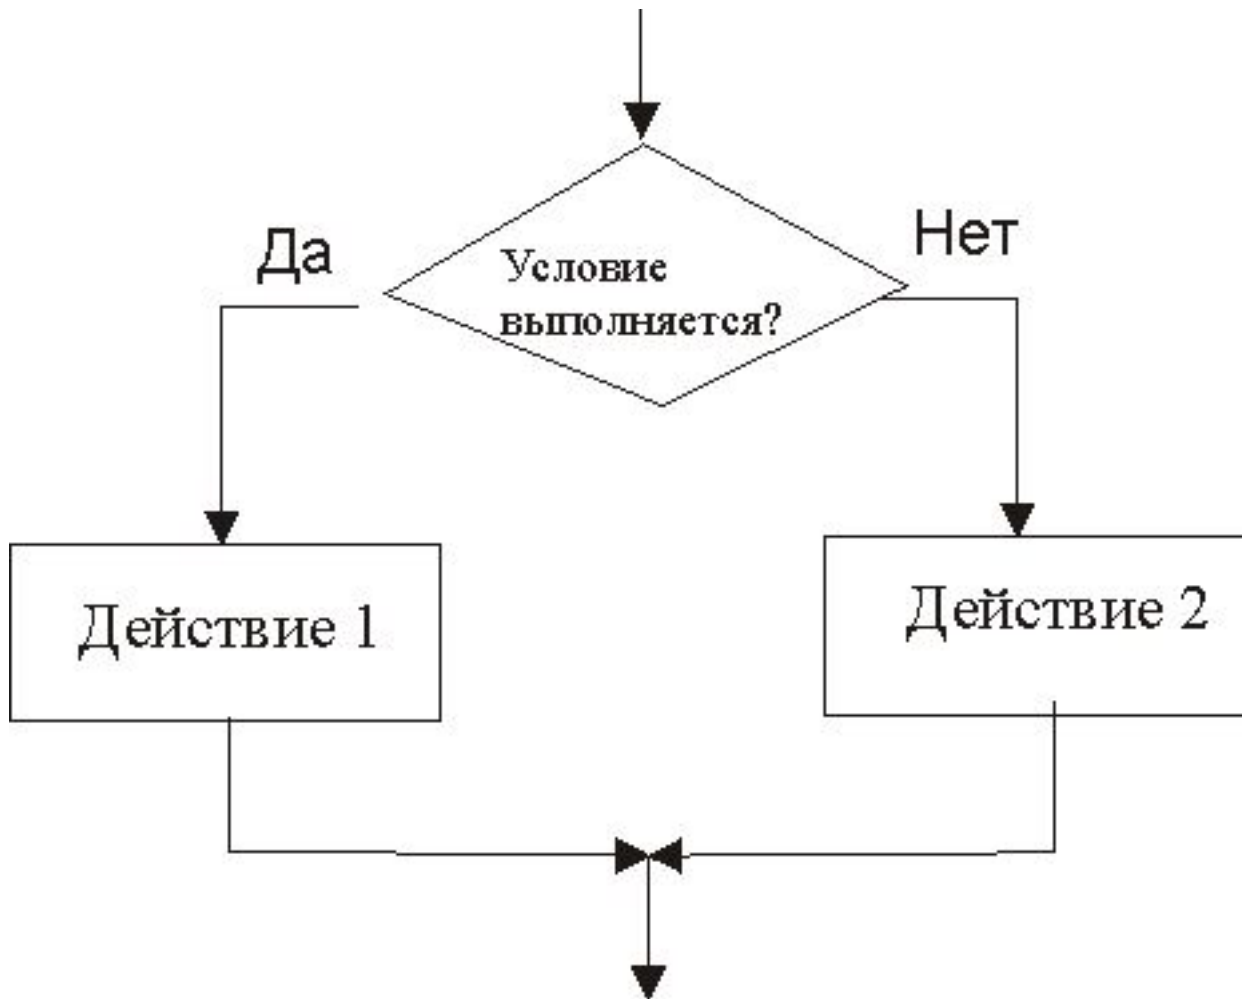 Да
Нет
Условие
выполняется?
Действие 1
Действие 2